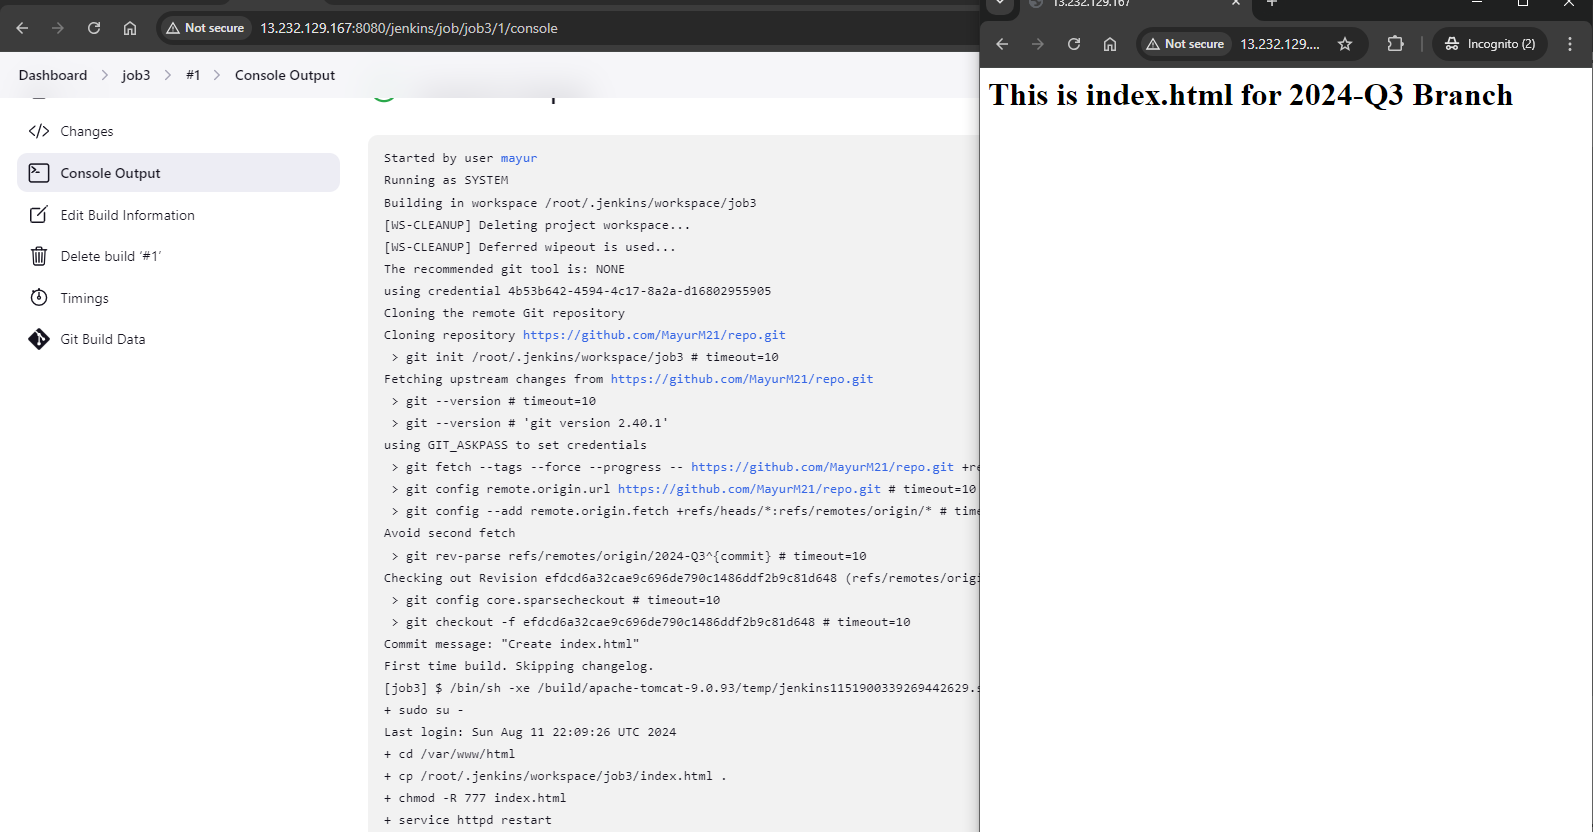 Not secure
13.232.129.167:8080/jenkins/job/job3/1/console
Dashboard > job3 > #1 > Console Output
Changes
Console Output
Edit Build Information
Delete build ‘#1’
Timings
Git Build Data
Started by user mayur
Running as SYSTEM
Building in workspace /root/.jenkins/workspace/job3
[WS-CLEANUP] Deleting project workspace...
[WS-CLEANUP] Deferred wipeout is used...
The recommended git tool is: NONE
using credential 4b53b642-4594-4c17-8a2a-d16802955905
Cloning the remote Git repository
Cloning repository https://github.com/MayurM21/repo.git
> git init /root/.jenkins/workspace/job3 # timeout=10
Fetching upstream changes from https://github.com/MayurM21/repo.git
> git --version # timeout=10
> git --version # 'git version 2.40.1'
using GIT_ASKPASS to set credentials
> git fetch --tags --force --progress -- https://github.com/MayurM21/repo.git +re
> git config remote.origin.url https://github.com/MayurM21/repo.git # timeout=10
> git config --add remote.origin.fetch +refs/heads/*:refs/remotes/origin/* # time
Avoid second fetch
> git rev-parse refs/remotes/origin/2024-Q3^{commit} # timeout=10
Checking out Revision efdcd6a32cae9c696de790c1486ddf2b9c81d648 (refs/remotes/origi
> git config core.sparsecheckout # timeout=10
> git checkout -f efdcd6a32cae9c696de790c1486ddf2b9c81d648 # timeout=10
Commit message: "Create index.html"
First time build. Skipping changelog.
[job3] $ /bin/sh -xe /build/apache-tomcat-9.0.93/temp/jenkins1151900339269442629.s
+ sudo su -
Last login: Sun Aug 11 22:09:26 UTC 2024
+ cd /var/www/html
+ cp /root/.jenkins/workspace/job3/index.html .
+ chmod -R 777 index.html
+ service httpd restart
13.232.129.167
Not secure
13.232.129....
Incognito (2)
This is index.html for 2024-Q3 Branch